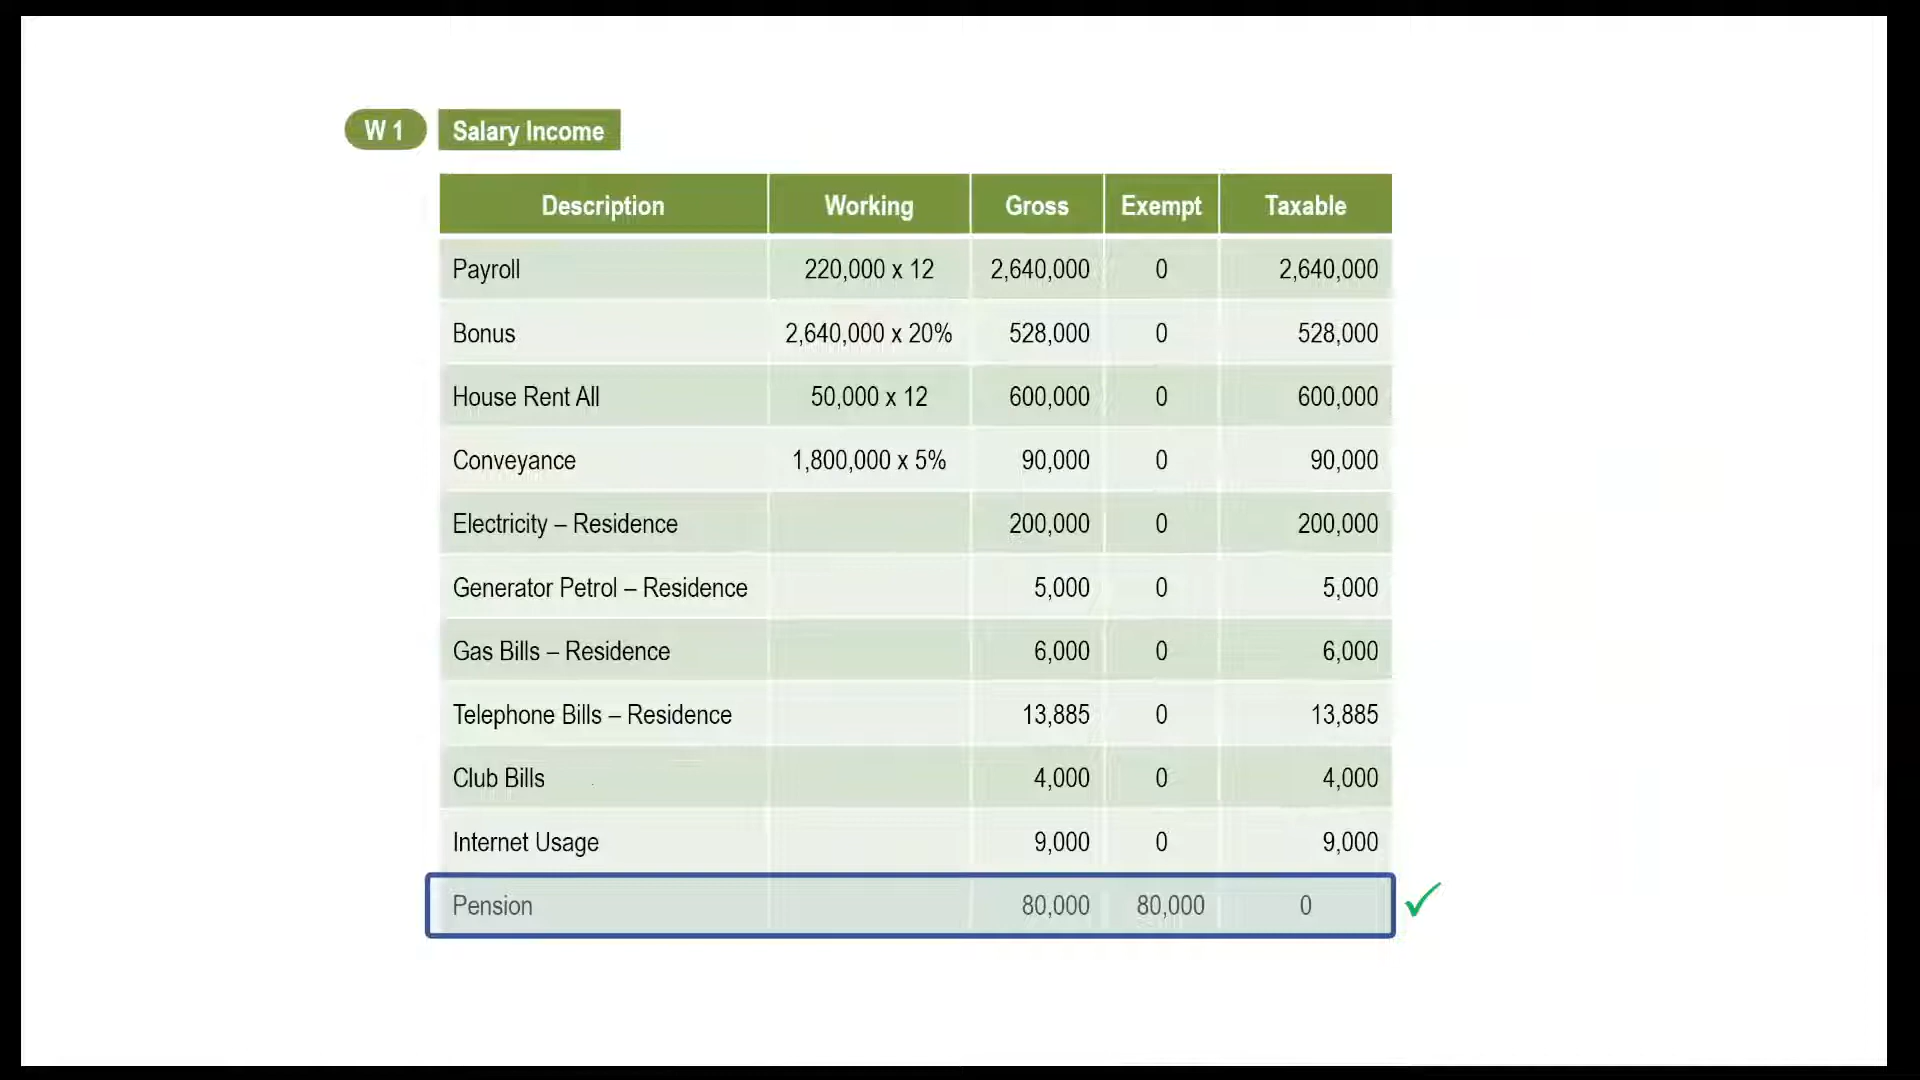 W 1 Salary Income
Description Working Gross Exempt Taxable
Payroll 220,000 x 12 2,640,000 0 2,640,000
Bonus 2,640,000 x 20% 528,000 0 528,000
House Rent All 50,000 x 12 600,000 0 600,000
Conveyance 1,800,000 x 5% 90,000 0 90,000
Electricity – Residence 200,000 0 200,000
Generator Petrol – Residence 5,000 0 5,000
Gas Bills – Residence 6,000 0 6,000
Telephone Bills – Residence 13,885 0 13,885
Club Bills 4,000 0 4,000
Internet Usage 9,000 0 9,000
Pension 80,000 80,000 0